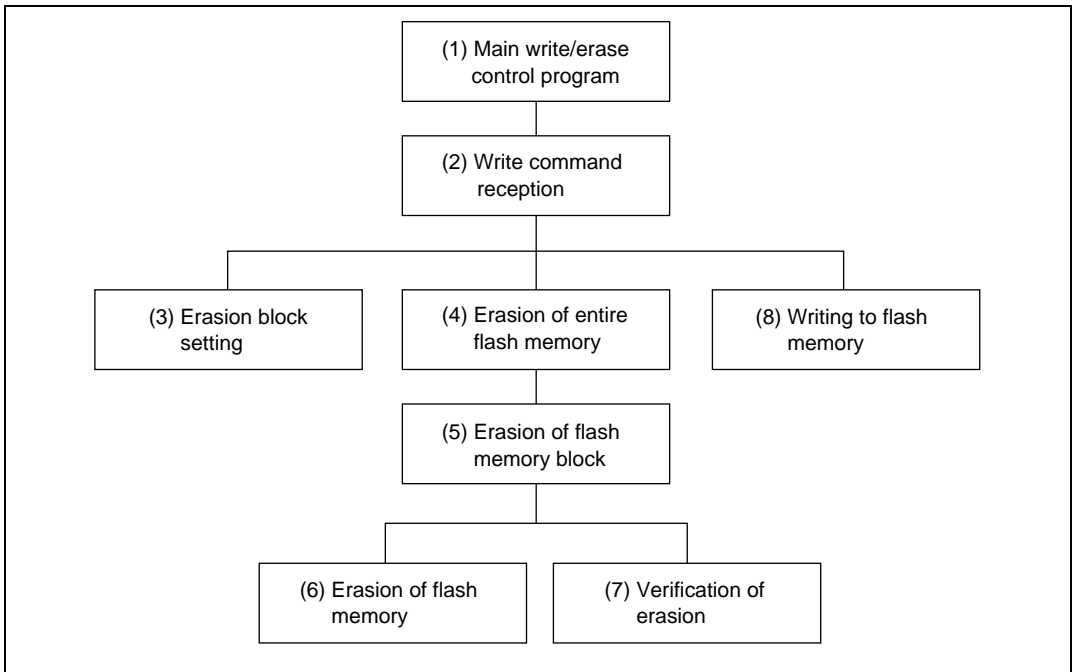 (1) Main write/erase
control program
(2) Write command
reception
(3) Erasion block
setting
(4) Erasion of entire
flash memory
(8) Writing to flash
memory
(5) Erasion of flash
memory block
(6) Erasion of flash
memory
(7) Verification of
erasion